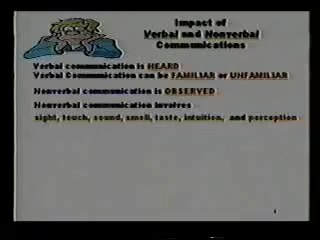 Impact of
Verbal and Nonverbal
Communications
Verbal communication is HEARD
Verbal Communication can be FAMILIAR or UNFAMILIAR
Nonverbal communication is OBSERVED
Nonverbal communication involves
sight, touch, sound, smell, taste, intuition, and perception